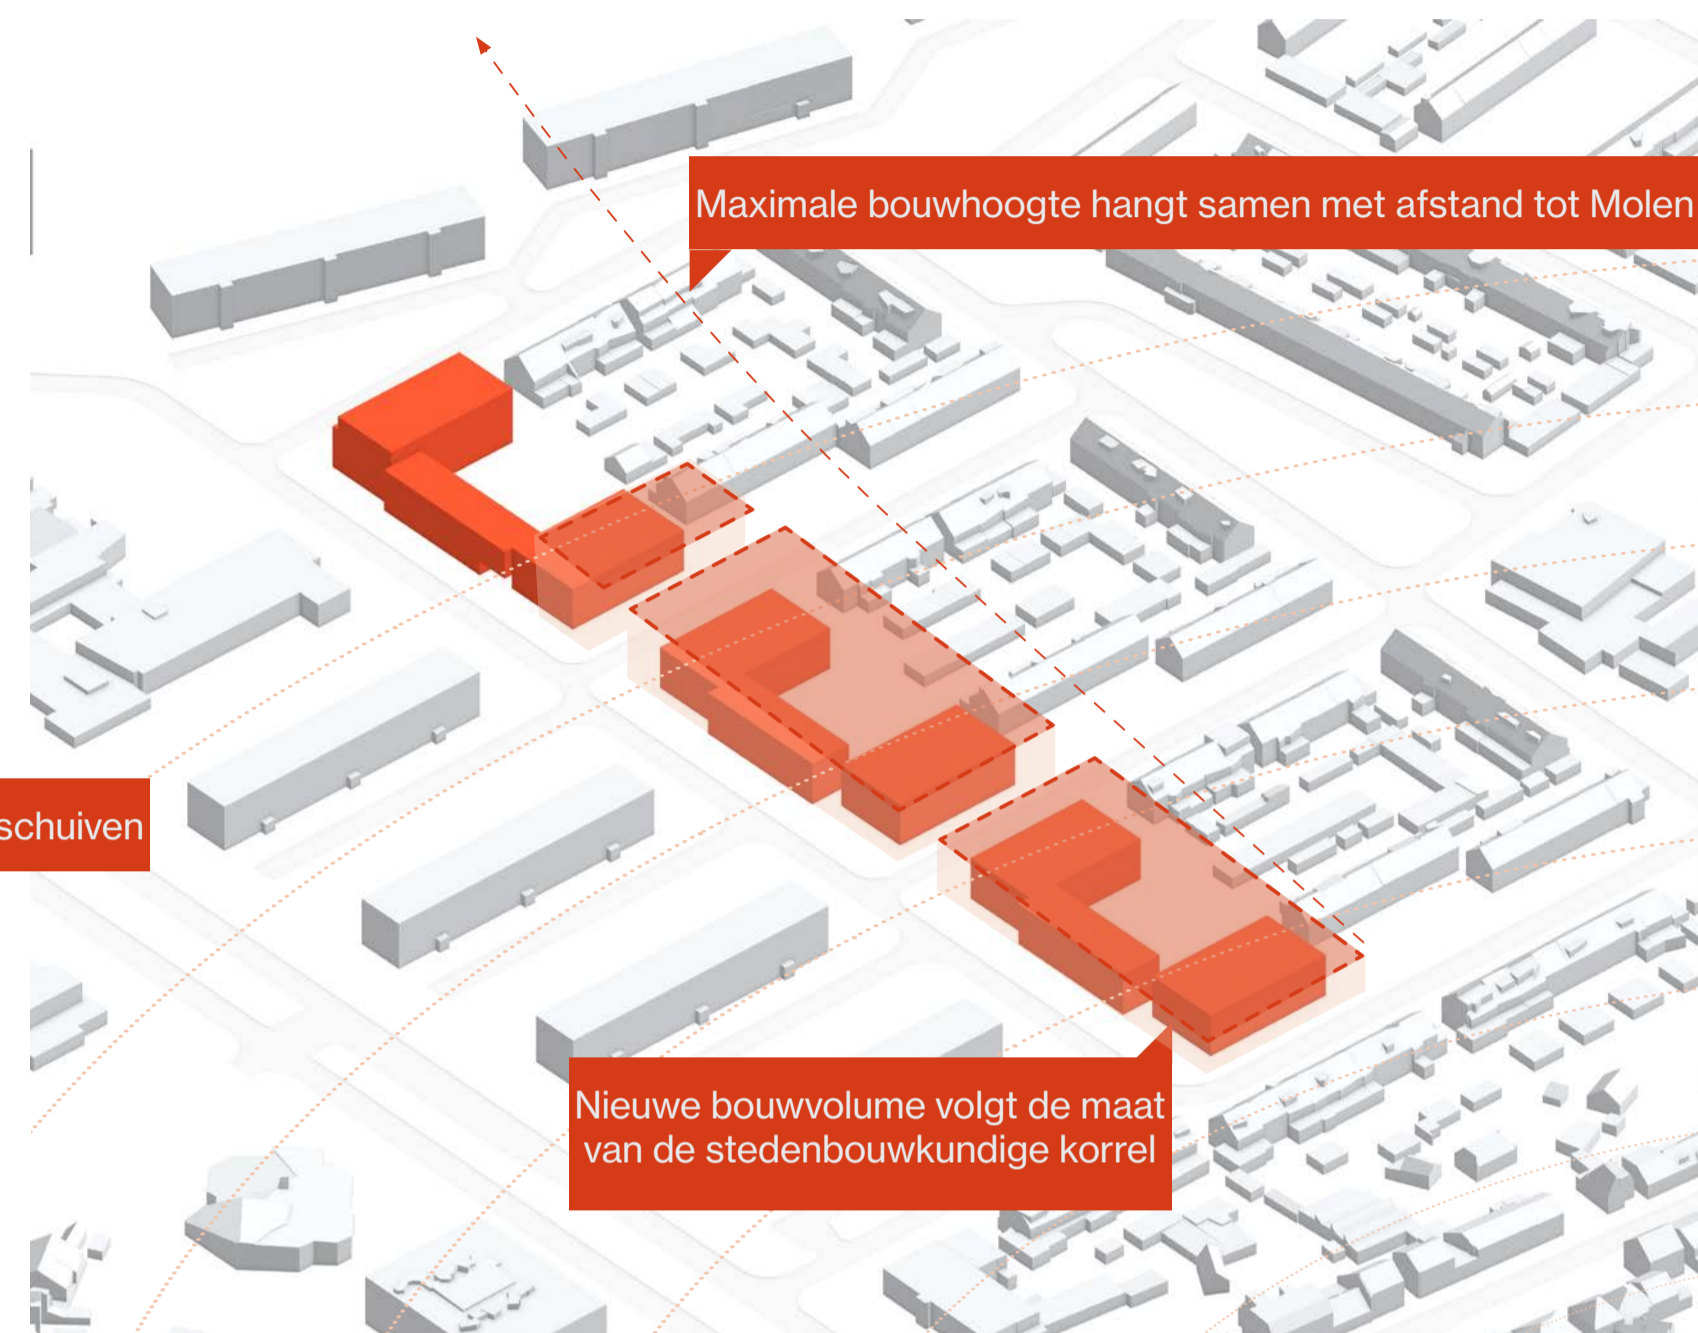 Maximale bouwhoogte hangt samen met afstand tot Molen
schuiven
Nieuwe bouwvolume volgt de maat
van de stedenbouwkundige korrel